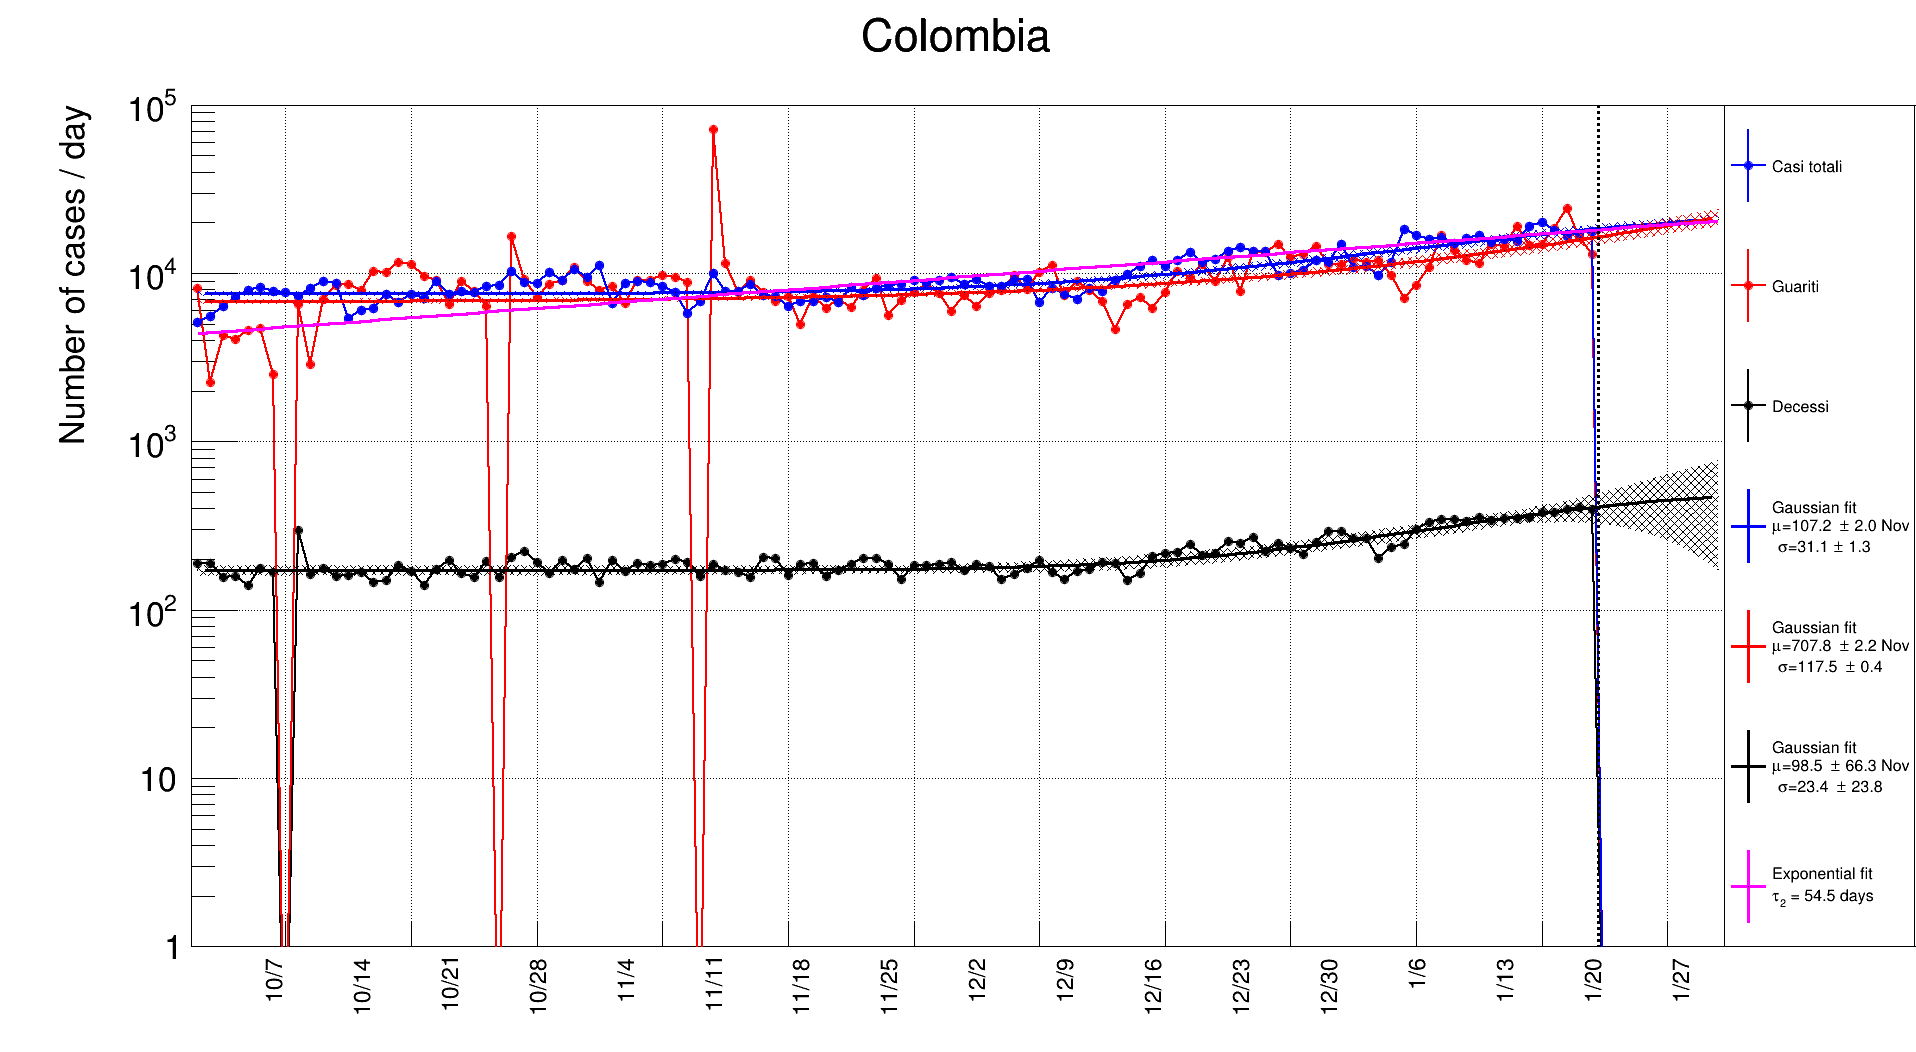 Colombia
Number of cases / day
10^5
10^4
10^3
10^2
10
1
10/7
10/14
10/21
10/28
11/4
11/11
11/18
11/25
12/2
12/9
12/16
12/23
12/30
1/6
1/13
1/20
1/27
Casi totali
Guariti
Decessi
Gaussian fit
μ=107.2 ± 2.0 Nov
σ=31.1 ± 1.3
Gaussian fit
μ=707.8 ± 2.2 Nov
σ=117.5 ± 0.4
Gaussian fit
μ=98.5 ± 66.3 Nov
σ=23.4 ± 23.8
Exponential fit
τ₂ = 54.5 days